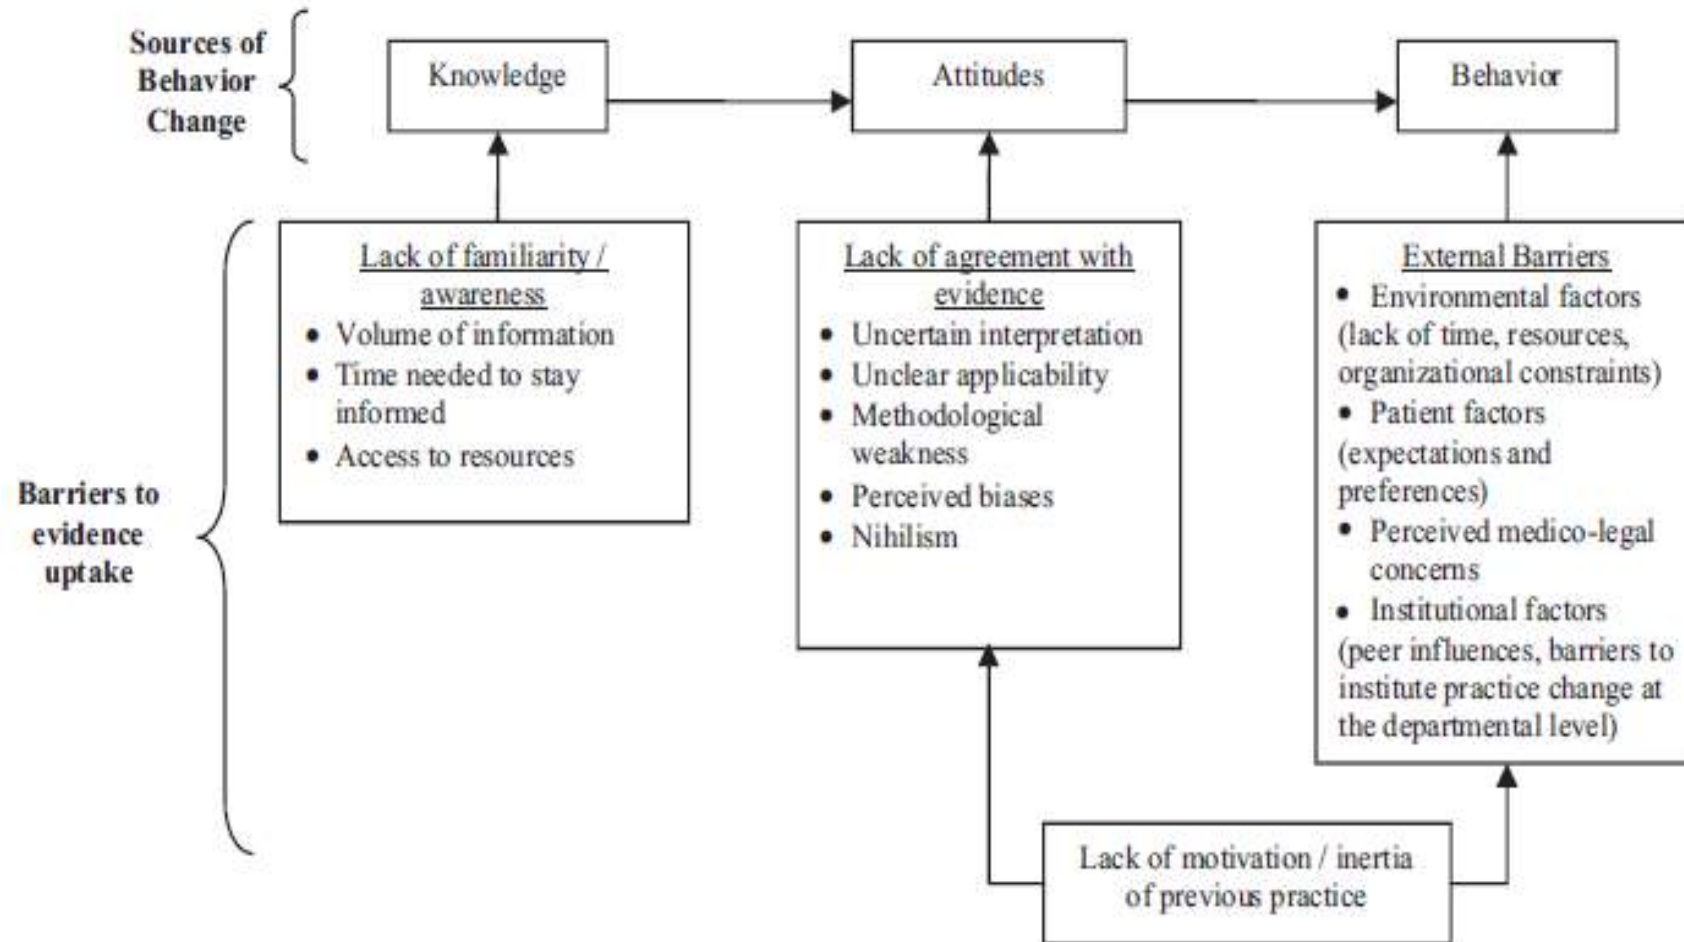 Sources of
Behavior
Change
Knowledge
Attitudes
Behavior
Barriers to
evidence
uptake
Lack of familiarity /
awareness
• Volume of information
• Time needed to stay
informed
• Access to resources
Lack of agreement with
evidence
• Uncertain interpretation
• Unclear applicability
• Methodological
weakness
• Perceived biases
• Nihilism
External Barriers
• Environmental factors
(lack of time, resources,
organizational constraints)
• Patient factors
(expectations and
preferences)
• Perceived medico-legal
concerns
• Institutional factors
(peer influences, barriers to
institute practice change at
the departmental level)
Lack of motivation / inertia
of previous practice